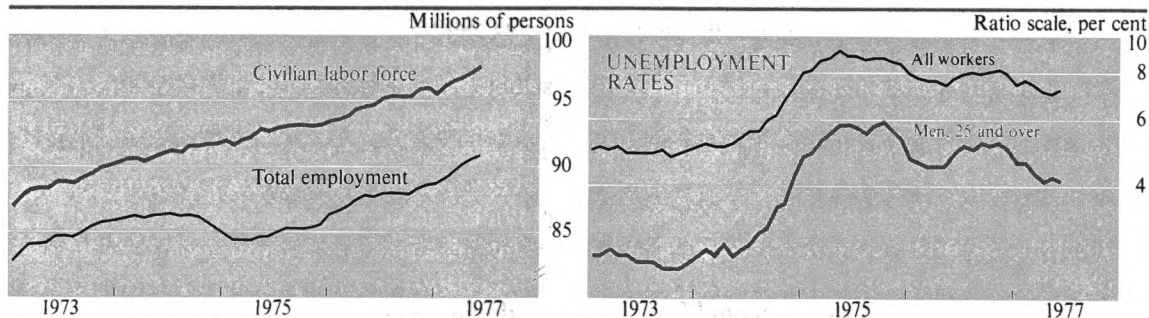 Millions of persons
100
Civilian labor force
95
90
Total employment
85
1973 1975 1977
Ratio scale, per cent
10
UNEMPLOYMENT
RATES
All workers
8
6
Men, 25 and over
4
1973 1975 1977